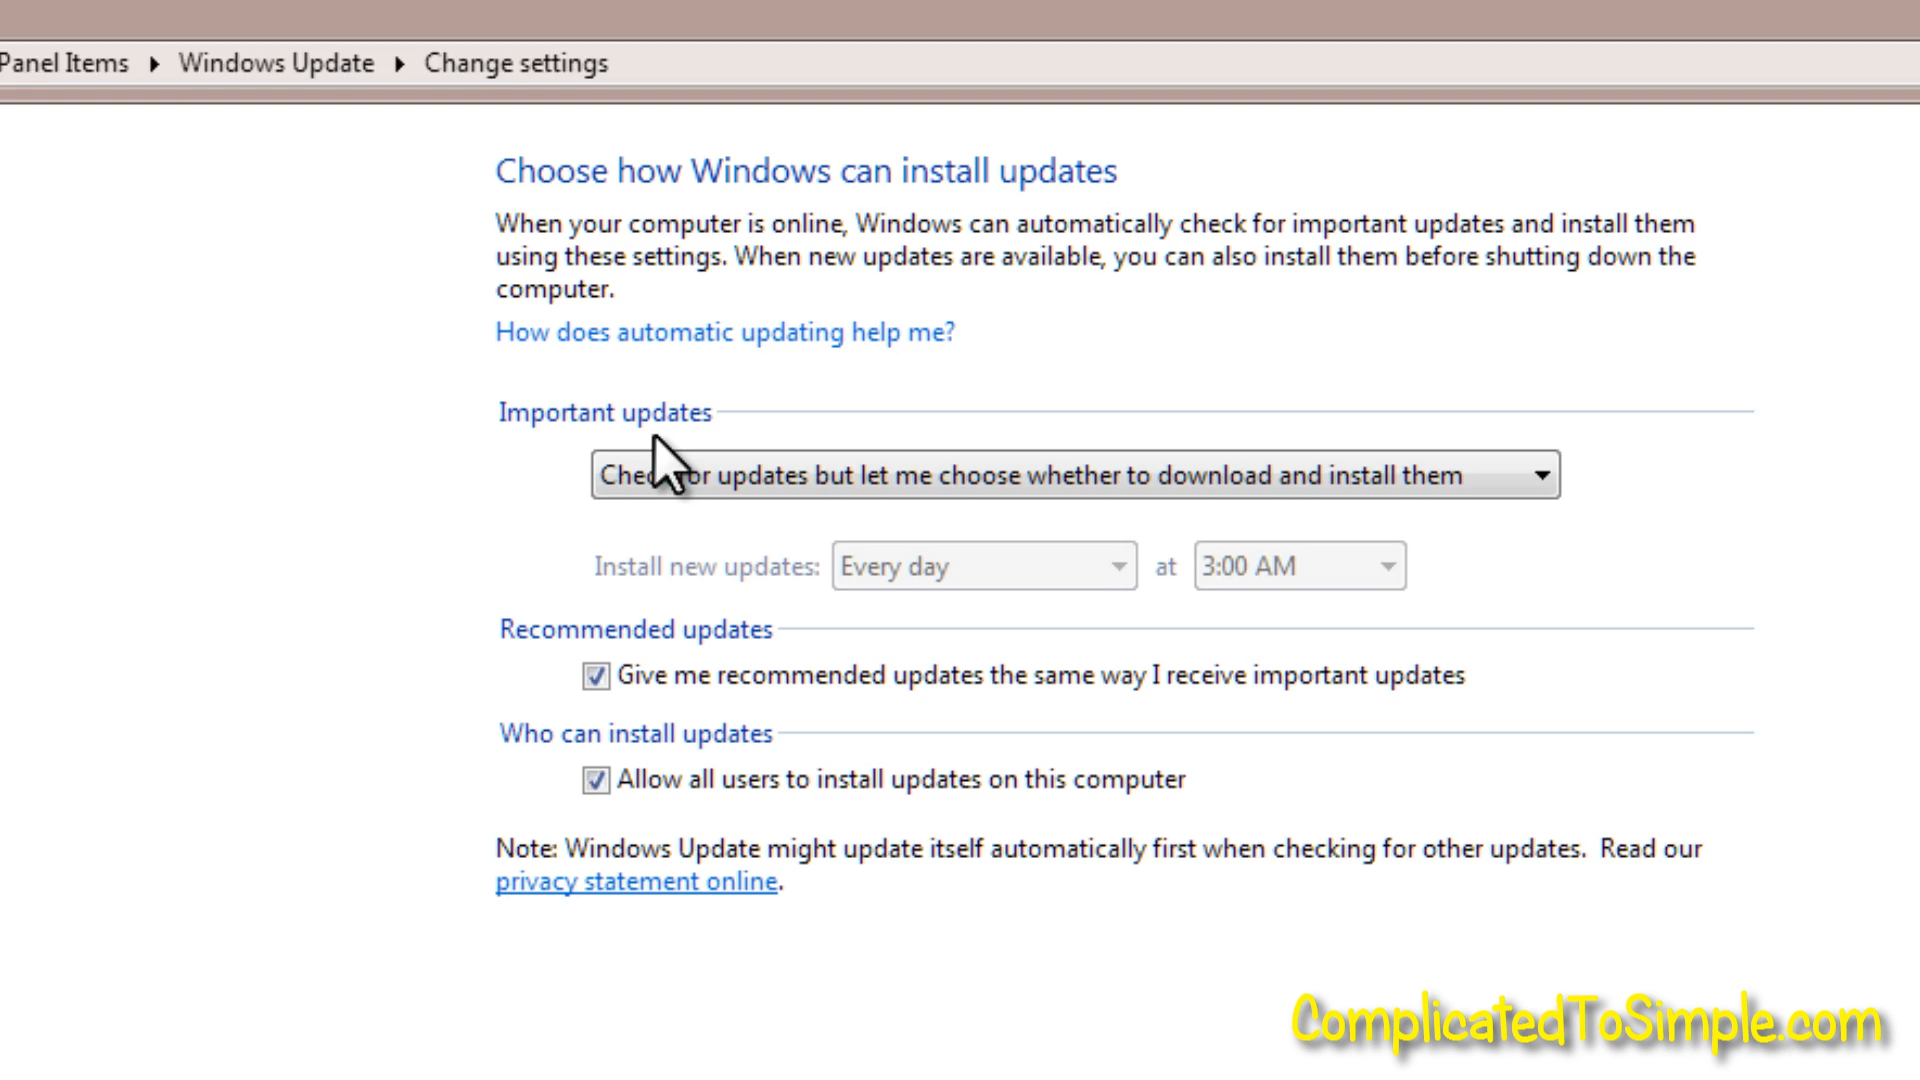 Panel Items ▸ Windows Update ▸ Change settings
Choose how Windows can install updates
When your computer is online, Windows can automatically check for important updates and install them
using these settings. When new updates are available, you can also install them before shutting down the
computer.
How does automatic updating help me?
Important updates
Check for updates but let me choose whether to download and install them
Install new updates: Every day at 3:00 AM
Recommended updates
Give me recommended updates the same way I receive important updates
Who can install updates
Allow all users to install updates on this computer
Note: Windows Update might update itself automatically first when checking for other updates. Read our
privacy statement online.
ComplicatedToSimple.com